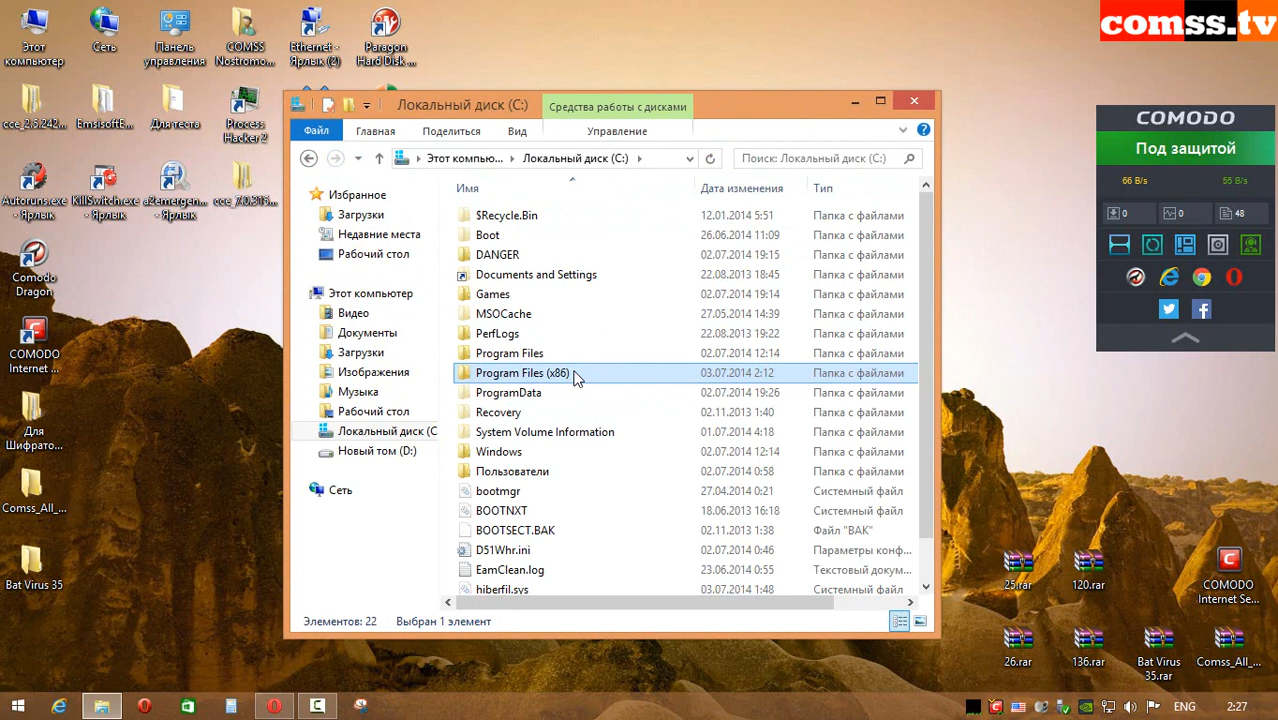 Этот
компьютер
Сеть
Панель
управления
COMSS
Nostromo...
Ethernet -
Ярлык (2)
Paragon
Hard Disk ...
comss.tv
cce_2.5.242...
EmsisoftE...
Для теста
Process
Hacker 2
Autoruns.exe
- Ярлык
KillSwitch.exe
- Ярлык
a2emergen...
- Ярлык
cce_7.0.315...
Comodo
Dragon
COMODO
Internet ...
Для
Шифрато...
Comss_All_...
Bat Virus 35
Локальный диск (C:)
Средства работы с дисками
Файл
Главная
Поделиться
Вид
Управление
Этот компью...
Локальный диск (C:)
Поиск: Локальный диск (C:)
Избранное
Загрузки
Недавние места
Рабочий стол
Этот компьютер
Видео
Документы
Загрузки
Изображения
Музыка
Рабочий стол
Локальный диск (C
Новый том (D:)
Сеть
Имя
Дата изменения
Тип
$Recycle.Bin 12.01.2014 5:51 Папка с файлами
Boot 26.06.2014 11:09 Папка с файлами
DANGER 02.07.2014 19:15 Папка с файлами
Documents and Settings 22.08.2013 18:45 Папка с файлами
Games 02.07.2014 19:14 Папка с файлами
MSOCache 27.05.2014 14:39 Папка с файлами
PerfLogs 22.08.2013 19:22 Папка с файлами
Program Files 02.07.2014 12:14 Папка с файлами
Program Files (x86) 03.07.2014 2:12 Папка с файлами
ProgramData 02.07.2014 19:26 Папка с файлами
Recovery 02.11.2013 1:40 Папка с файлами
System Volume Information 01.07.2014 4:18 Папка с файлами
Windows 02.07.2014 12:14 Папка с файлами
Пользователи 02.07.2014 0:58 Папка с файлами
bootmgr 27.04.2014 0:21 Системный файл
BOOTNXT 18.06.2013 16:18 Системный файл
BOOTSECT.BAK 02.11.2013 1:38 Файл "BAK"
D51Whr.ini 02.07.2014 0:46 Параметры конф...
EamClean.log 23.06.2014 0:55 Текстовый докум...
hiberfil.sys 03.07.2014 1:48 Системный файл
Элементов: 22
Выбран 1 элемент
COMODO
Под защитой
66 B/s
55 B/s
0
0
48
25.rar
120.rar
COMODO
Internet Se...
26.rar
136.rar
Bat Virus
35.rar
Comss_All_...
ENG
2:27